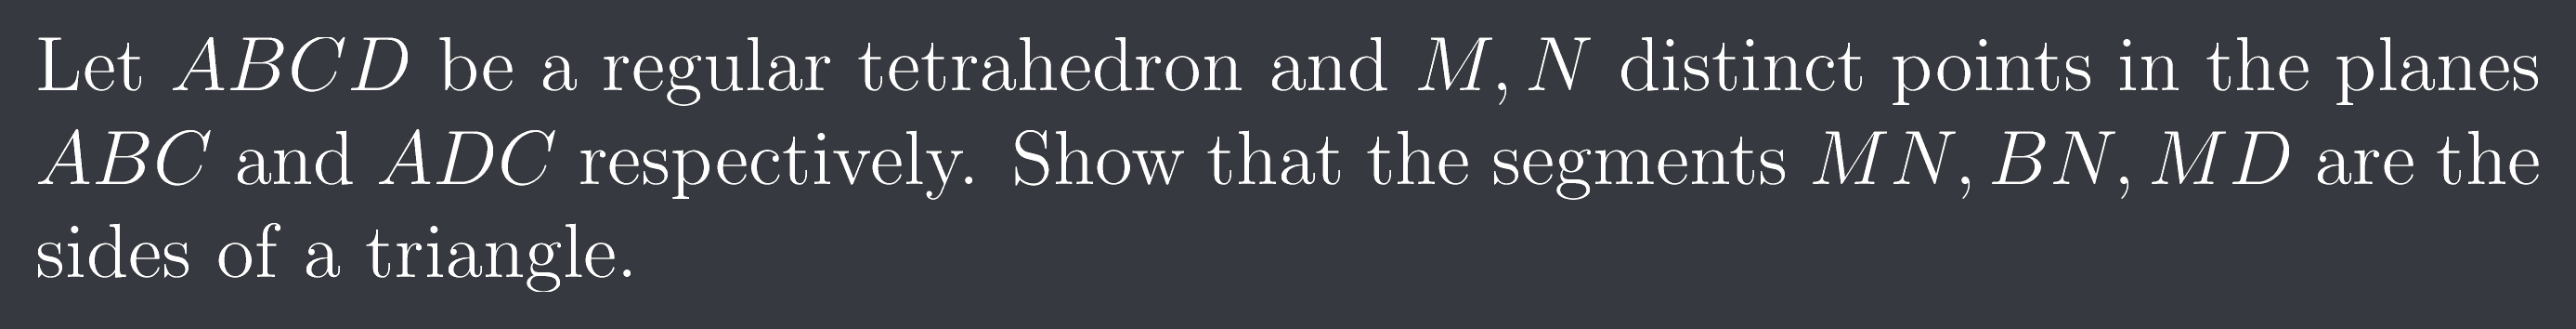 Let ABCD be a regular tetrahedron and M, N distinct points in the planes
ABC and ADC respectively. Show that the segments MN, BN, MD are the
sides of a triangle.